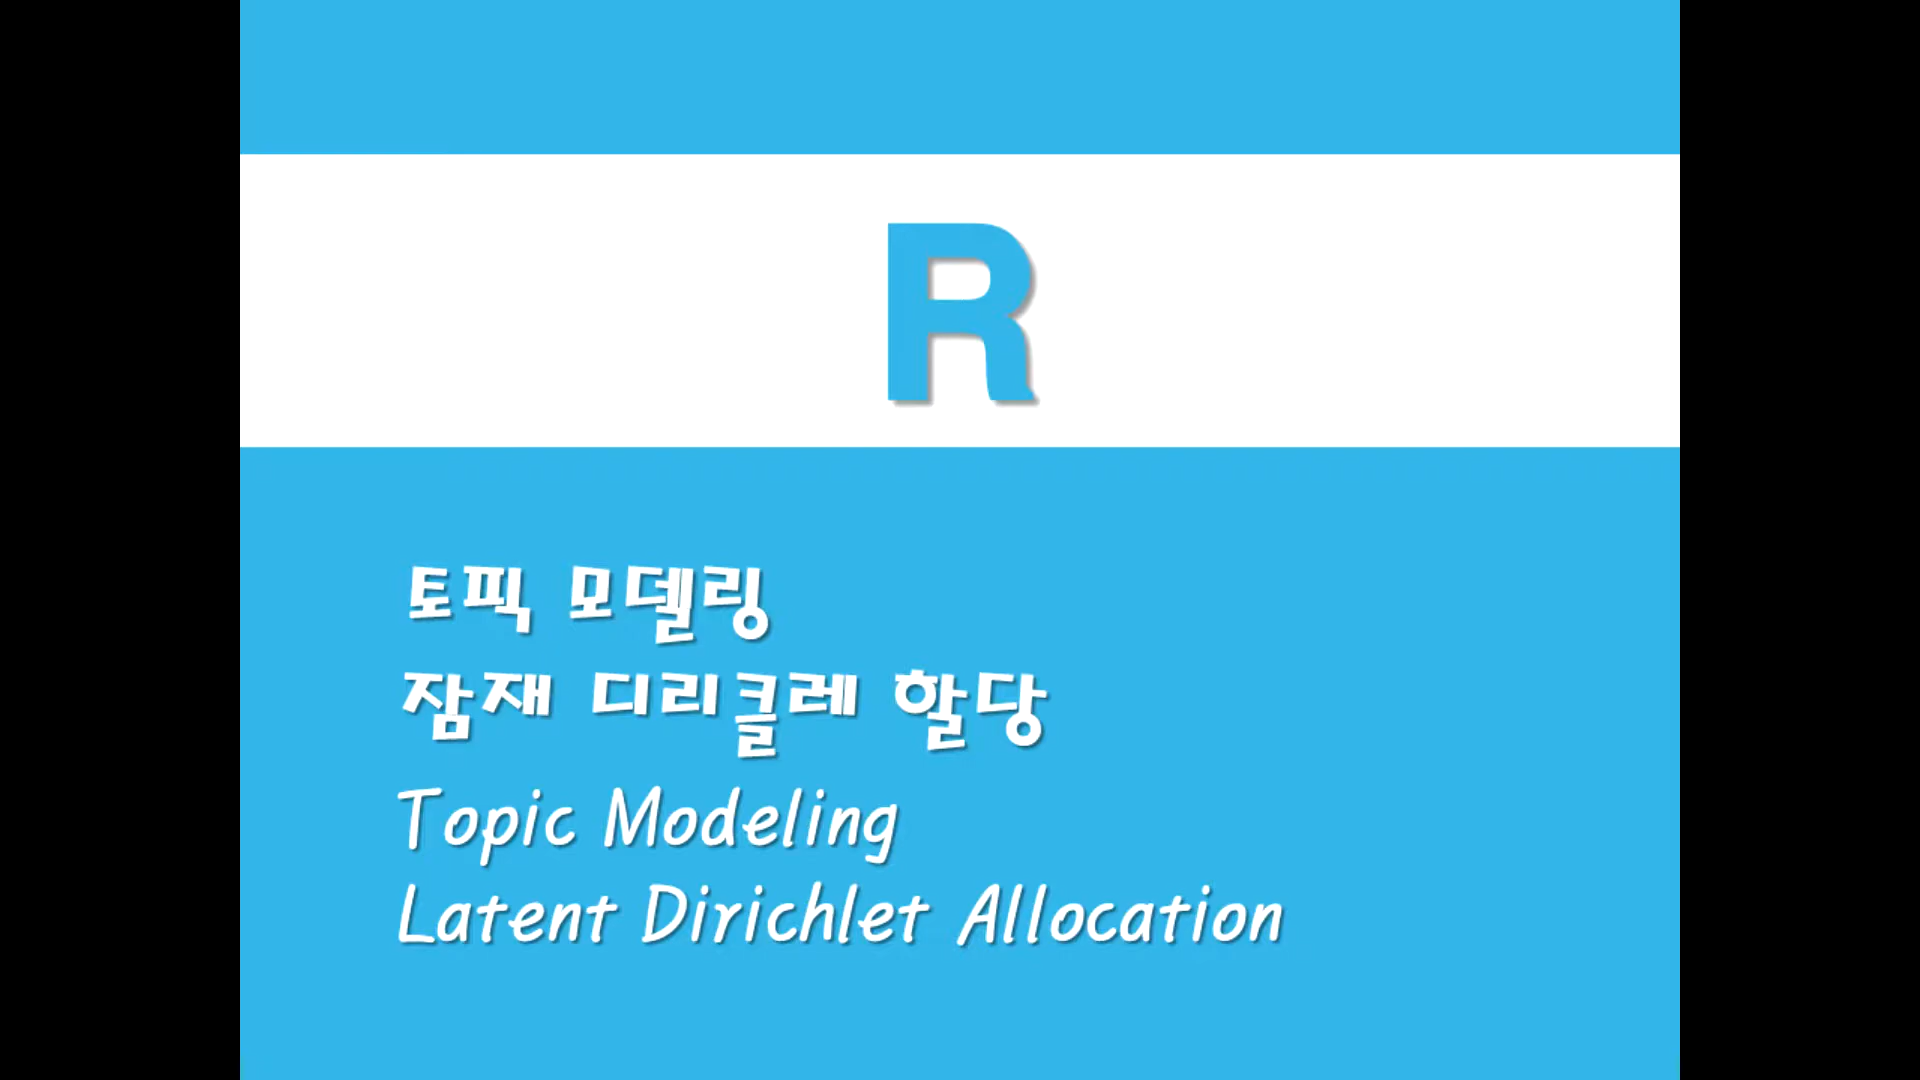 R
토픽 모델링
잠재 디리클레 할당
Topic Modeling
Latent Dirichlet Allocation